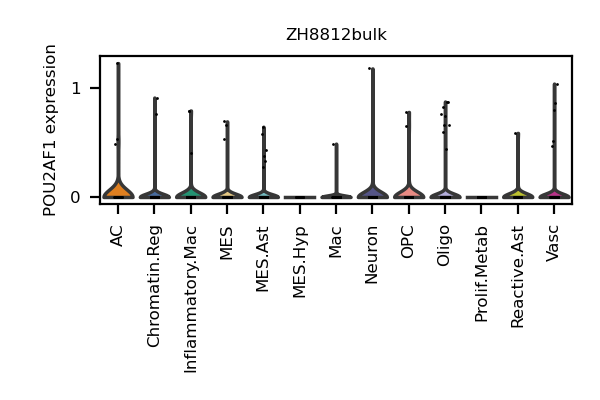 ZH8812bulk
POU2AF1 expression
1
0
AC
Chromatin.Reg
Inflammatory.Mac
MES
MES.Ast
MES.Hyp
Mac
Neuron
OPC
Oligo
Prolif.Metab
Reactive.Ast
Vasc